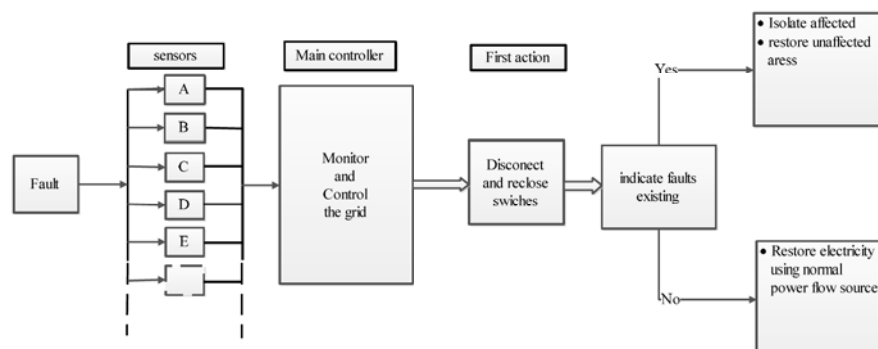 sensors
Main controller
First action
Fault
A
B
C
D
E
Monitor
and
Control
the grid
Disconect
and reclose
swiches
indicate faults
existing
Yes
• Isolate affected
• restore unaffected
aress
No
• Restore electricity
using normal
power flow source